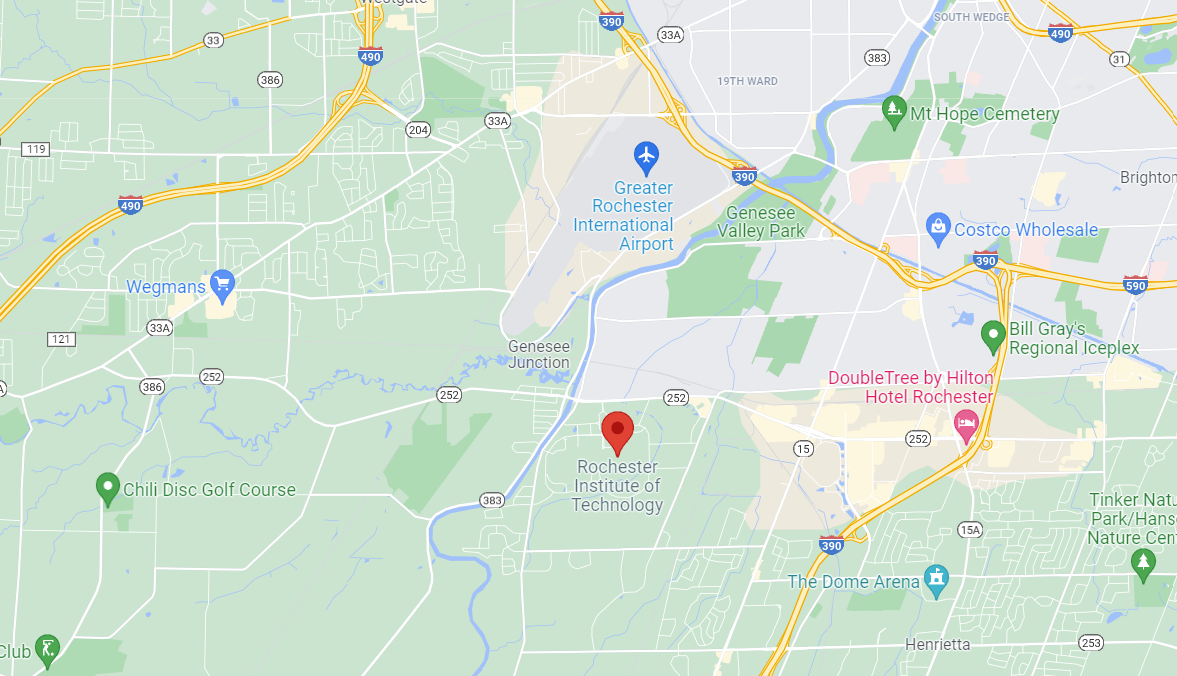 Westgate
390
33A
SOUTH WEDGE
490
33
490
383
31
386
19TH WARD
33A
204
Mt Hope Cemetery
119
390
Brighton
490
Greater
Rochester
International
Airport
Genesee
Valley Park
Costco Wholesale
390
590
Wegmans
33A
121
Bill Gray's
Regional Iceplex
Genesee
Junction
252
386
252
252
DoubleTree by Hilton
Hotel Rochester
15
252
Rochester
Institute of
Technology
Chili Disc Golf Course
383
Tinker Natu
Park/Hans
Nature Cen
15A
390
The Dome Arena
Club
Henrietta
253